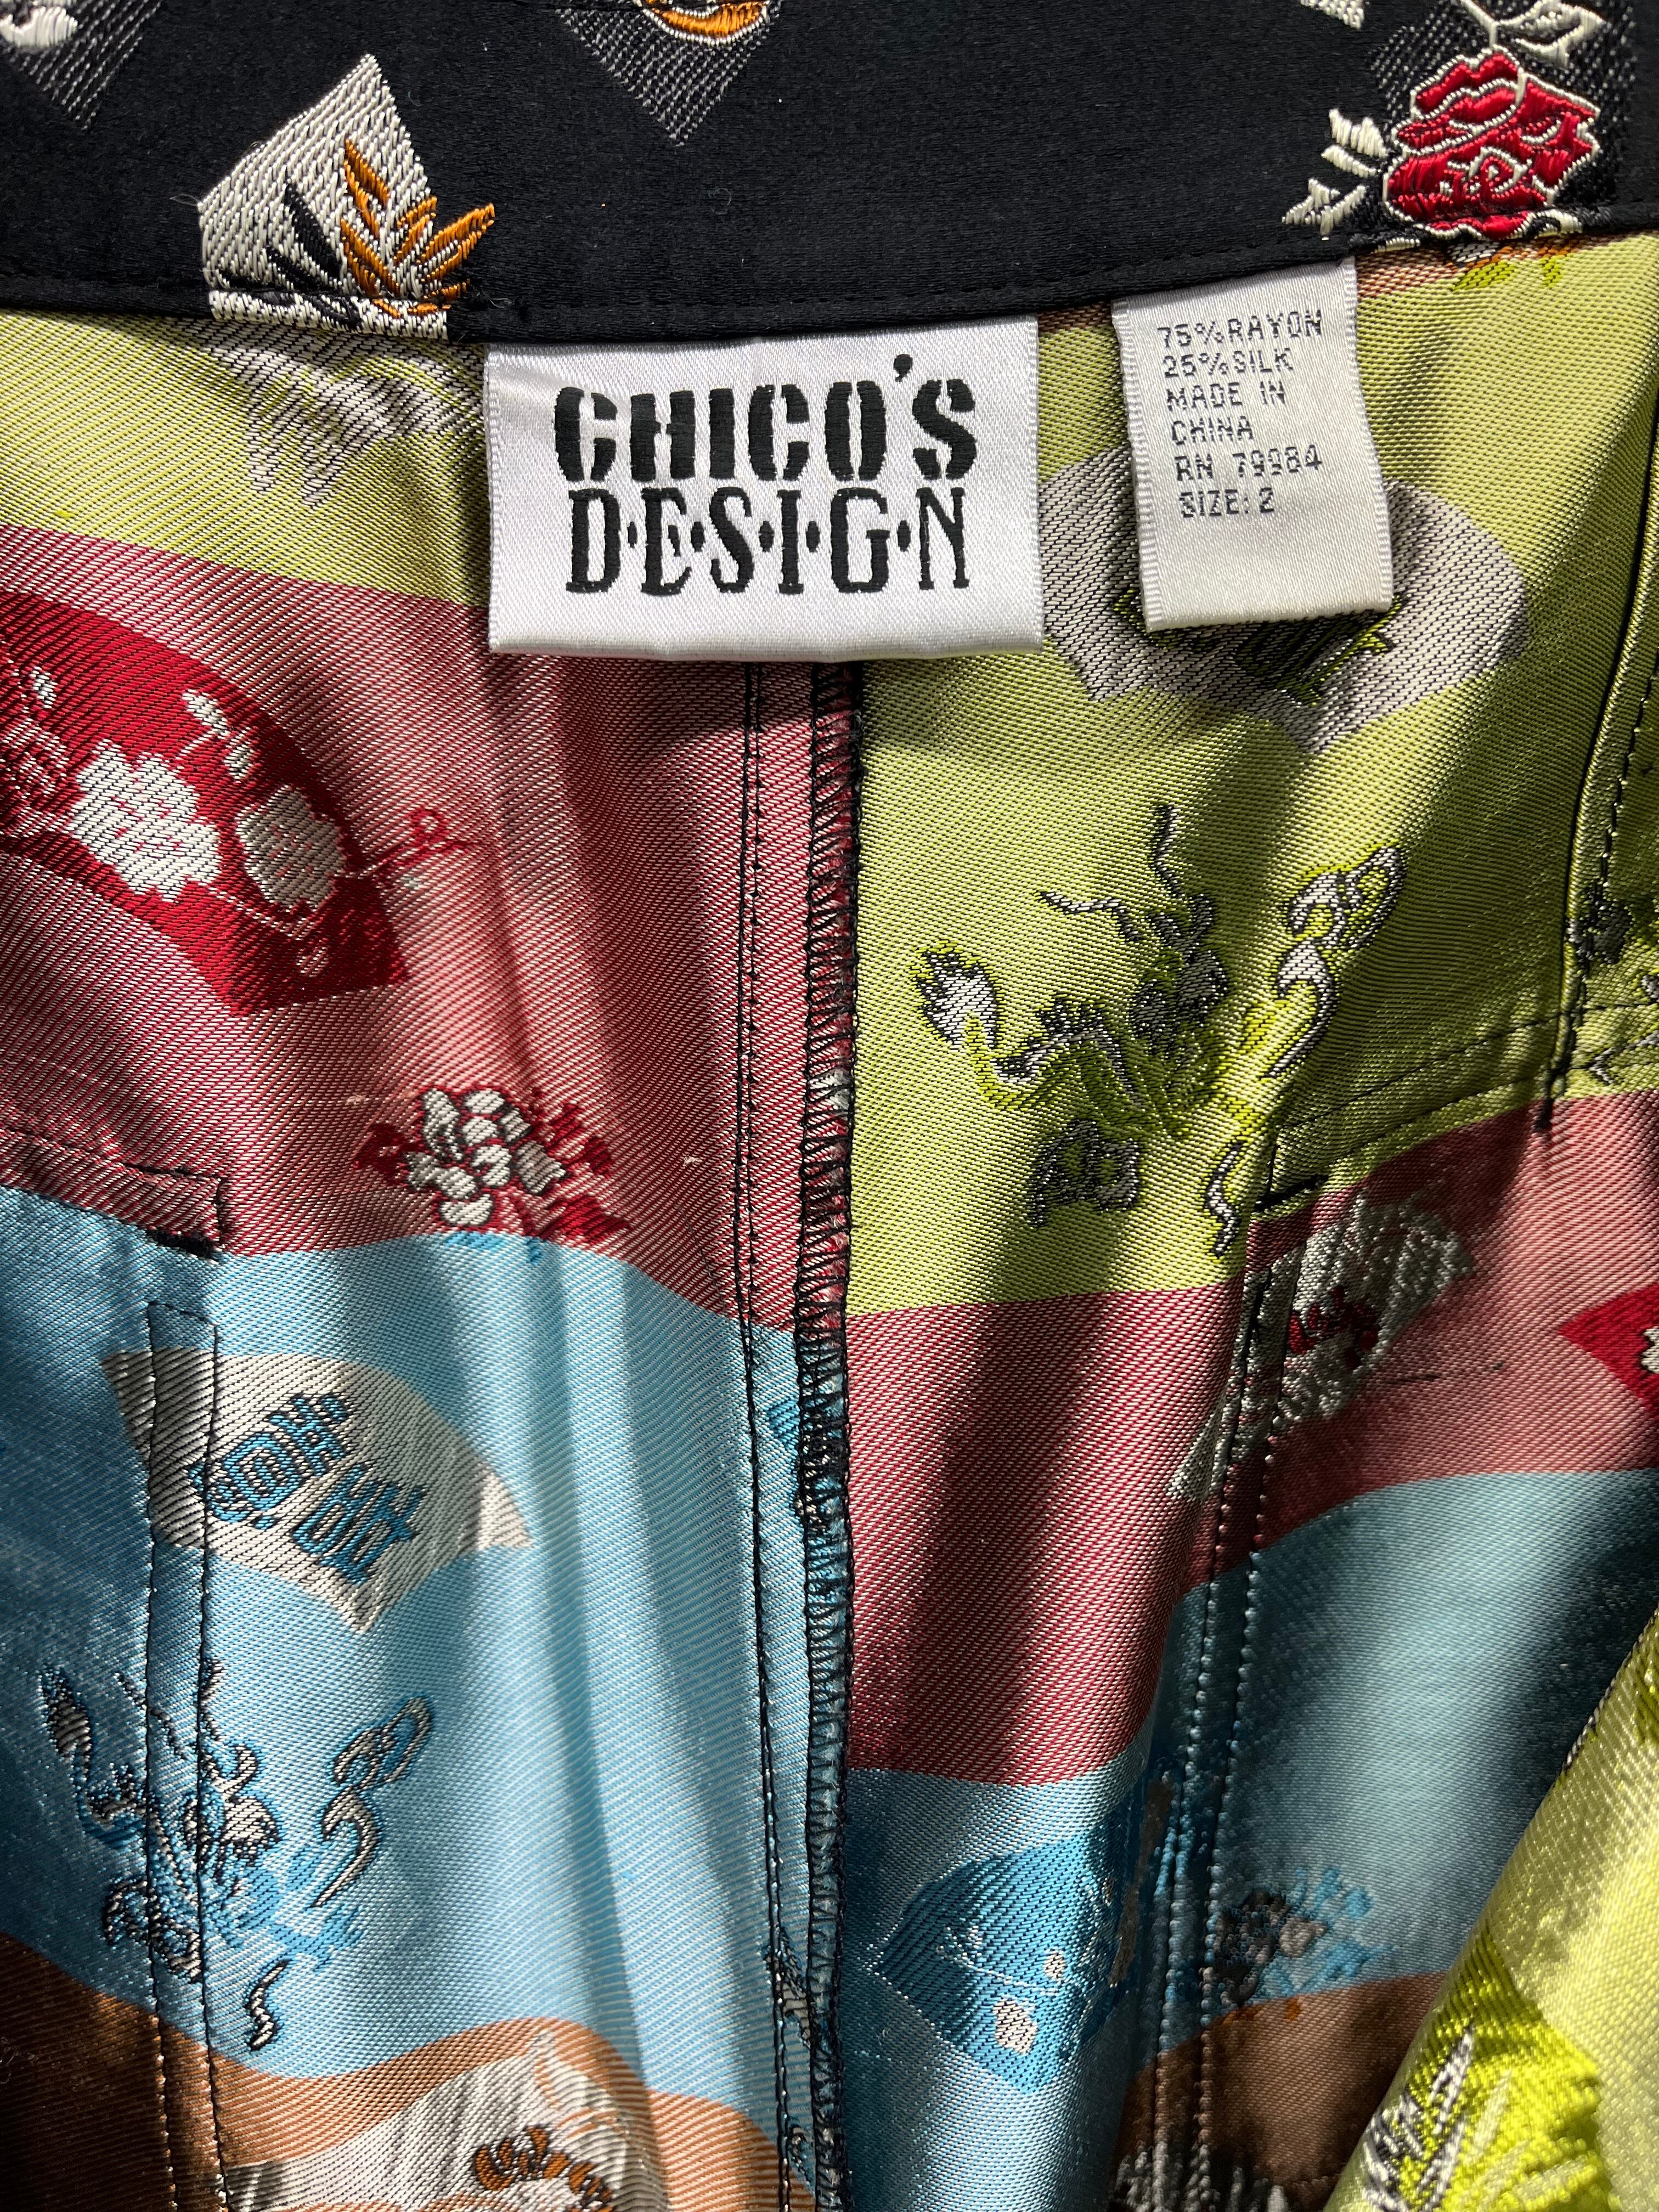 CHICO'S
D·E·S·I·G·N
75%RAYON
25%SILK
MADE IN
CHINA
RN 79984
SIZE: 2